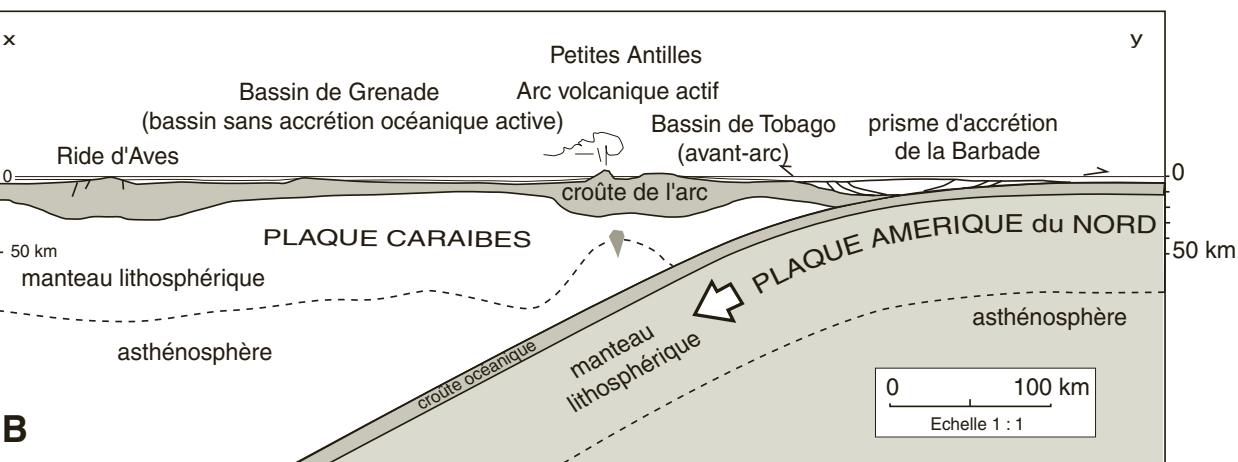 x
y
Petites Antilles
Bassin de Grenade
Arc volcanique actif
(bassin sans accrétion océanique active)
Bassin de Tobago
(avant-arc)
prisme d'accrétion
de la Barbade
Ride d'Aves
0
0
croûte de l'arc
PLAQUE CARAIBES
PLAQUE AMERIQUE du NORD
50 km
50 km
manteau lithosphérique
asthénosphère
asthénosphère
manteau
lithosphérique
croûte océanique
0 100 km
Echelle 1 : 1
B